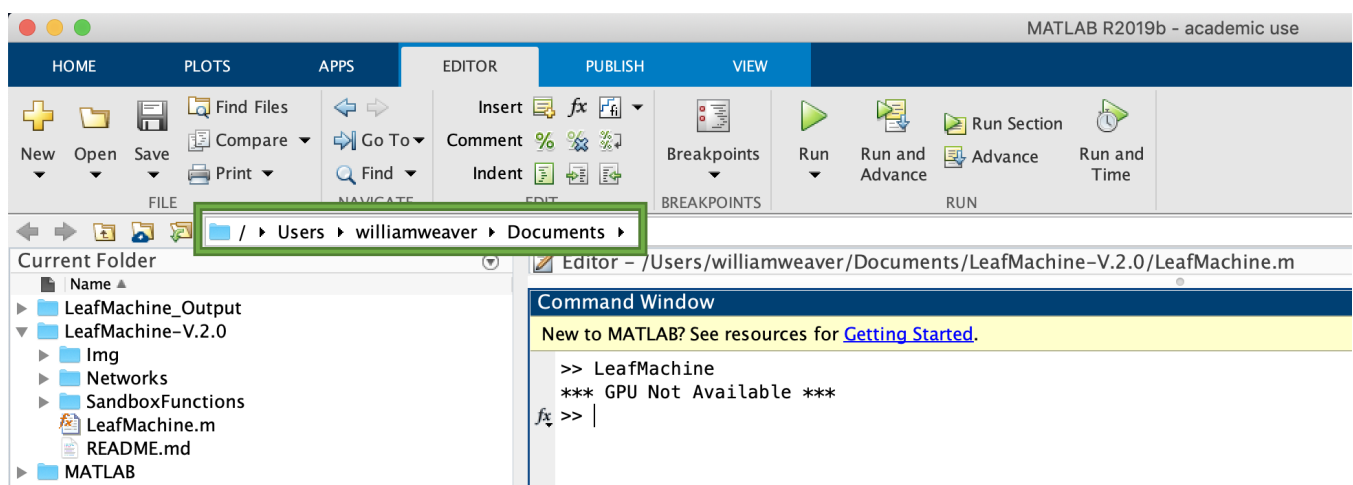 MATLAB R2019b - academic use
HOME PLOTS APPS EDITOR PUBLISH VIEW
Find Files Insert fx fi
Compare Go To Comment % % % Run Section
New Open Save Breakpoints Run Run and Advance Advance Run and Time
Print Find Indent
FILE NAVIGATE EDIT BREAKPOINTS RUN
/ Users williamweaver Documents
Current Folder
Editor – /Users/williamweaver/Documents/LeafMachine-V.2.0/LeafMachine.m
Name
Command Window
LeafMachine_Output
LeafMachine-V.2.0
New to MATLAB? See resources for Getting Started.
Img
>> LeafMachine
Networks
*** GPU Not Available ***
SandboxFunctions
fx >>
LeafMachine.m
README.md
MATLAB